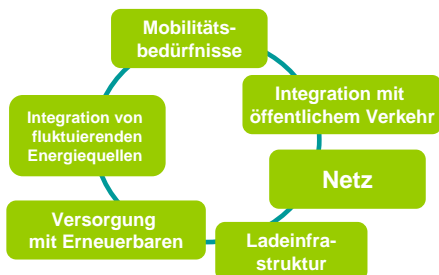 Mobilitäts-
bedürfnisse
Integration mit
öffentlichem Verkehr
Netz
Ladeinfra-
struktur
Versorgung
mit Erneuerbaren
Integration von
fluktuierenden
Energiequellen